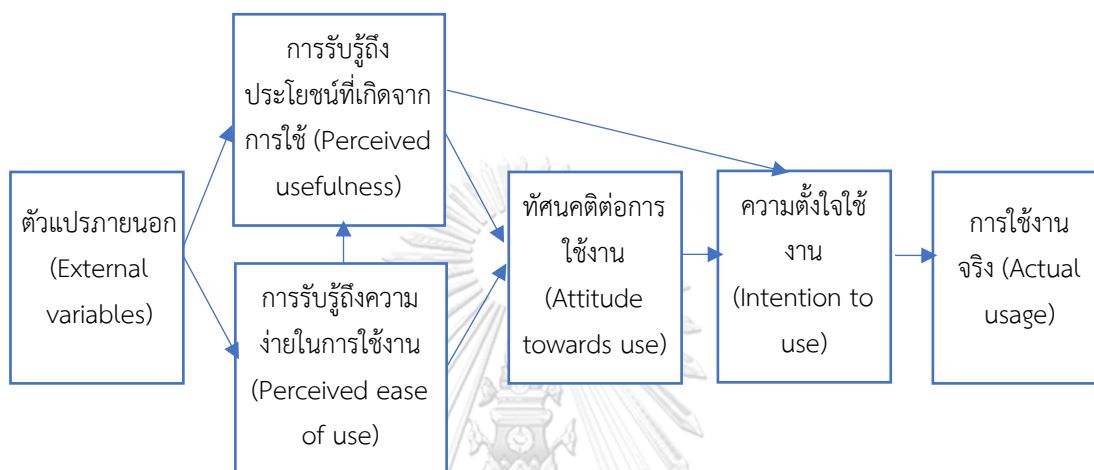 การรับรู้ถึง
ประโยชน์ที่เกิดจาก
การใช้ (Perceived
usefulness)
ตัวแปรภายนอก
(External
variables)
การรับรู้ถึงความ
ง่ายในการใช้งาน
(Perceived ease
of use)
ทัศนคติต่อการ
ใช้งาน
(Attitude
towards use)
ความตั้งใจใช้
งาน
(Intention to
use)
การใช้งาน
จริง (Actual
usage)